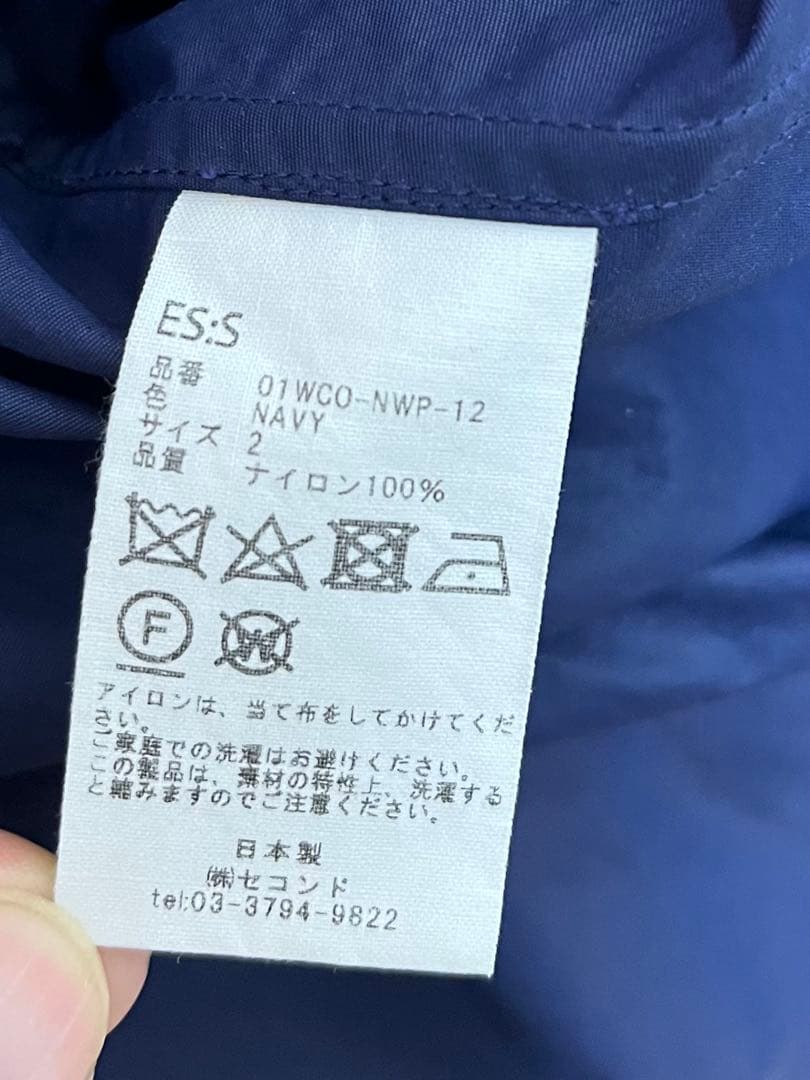 ES:S
品番 01WCO-NWP-12
色 NAVY
サイズ 2
品質 ナイロン100%
F
W
アイロンは、当て布をしてかけてくだ
さい。
ご家庭での洗濯はお避けください。
この製品は、素材の特性上、洗濯する
と縮みますのでご注意ください。
日本製
㈱セコンド
tel:03-3794-9822